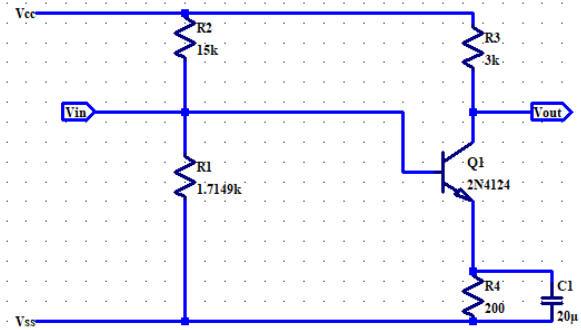 Vcc
R2
15k
R3
3k
Vin
Vout
R1
1.7149k
Q1
2N4124
R4
200
C1
20µ
Vss